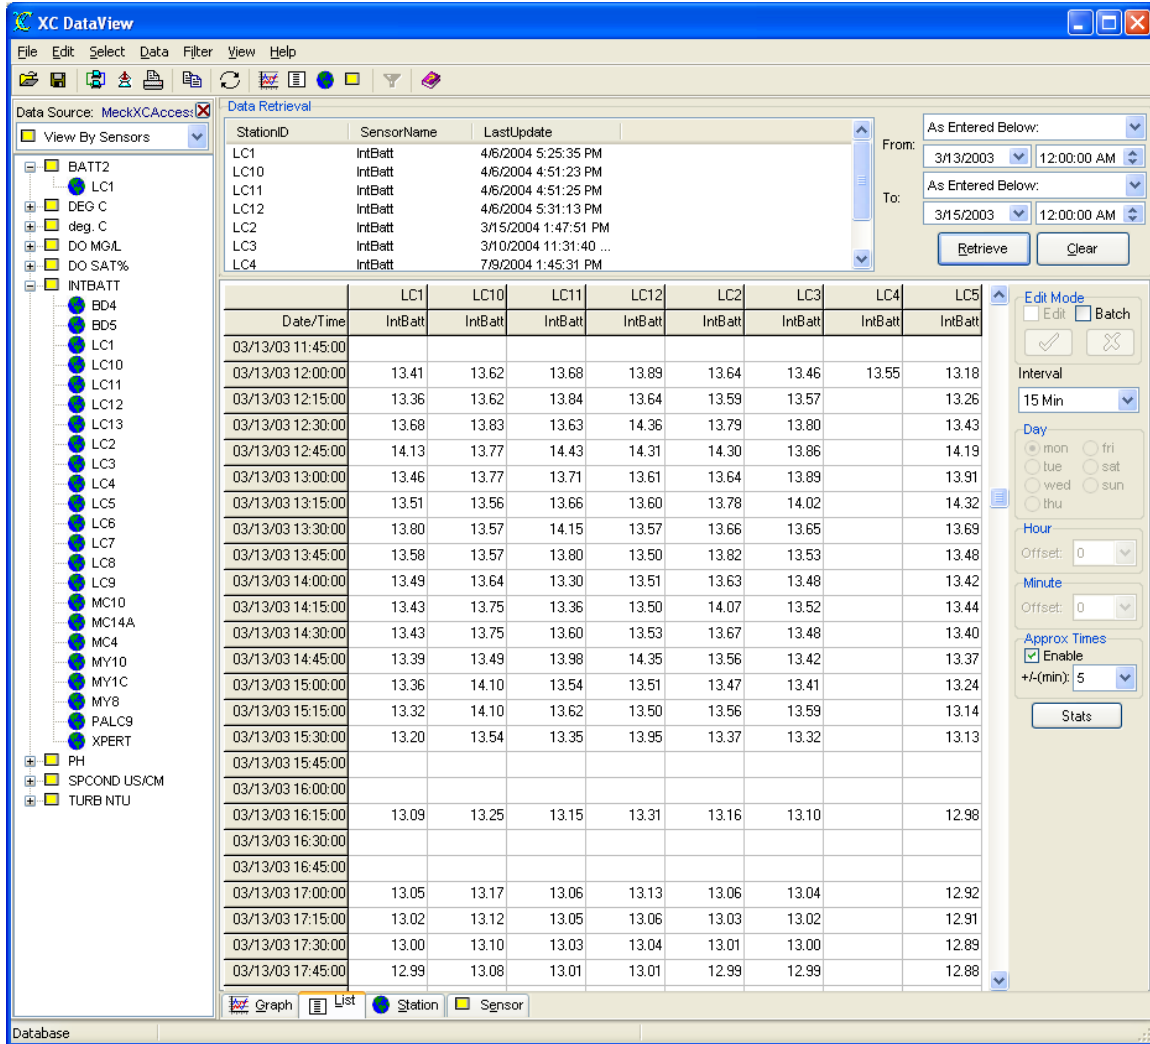 XC DataView
File Edit Select Data Filter View Help
Data Source: MeckXCAcces
View By Sensors
BATT2
LC1
DEG C
deg. C
DO MG/L
DO SAT%
INTBATT
BD4
BD5
LC1
LC10
LC11
LC12
LC13
LC2
LC3
LC4
LC5
LC6
LC7
LC8
LC9
MC10
MC14A
MC4
MY10
MY1C
MY8
PALC9
XPERT
PH
SPCOND US/CM
TURB NTU
Data Retrieval
StationID SensorName LastUpdate
LC1 IntBatt 4/6/2004 5:25:35 PM
LC10 IntBatt 4/6/2004 4:51:23 PM
LC11 IntBatt 4/6/2004 4:51:25 PM
LC12 IntBatt 4/6/2004 5:31:13 PM
LC2 IntBatt 3/15/2004 1:47:51 PM
LC3 IntBatt 3/10/2004 11:31:40 ...
LC4 IntBatt 7/9/2004 1:45:31 PM
From:
As Entered Below:
3/13/2003 12:00:00 AM
To:
As Entered Below:
3/15/2003 12:00:00 AM
Retrieve Clear
LC1 LC10 LC11 LC12 LC2 LC3 LC4 LC5
Date/Time IntBatt IntBatt IntBatt IntBatt IntBatt IntBatt IntBatt IntBatt
03/13/03 11:45:00
03/13/03 12:00:00 13.41 13.62 13.68 13.89 13.64 13.46 13.55 13.18
03/13/03 12:15:00 13.36 13.62 13.84 13.64 13.59 13.57 13.26
03/13/03 12:30:00 13.68 13.83 13.63 14.36 13.79 13.80 13.43
03/13/03 12:45:00 14.13 13.77 14.43 14.31 14.30 13.86 14.19
03/13/03 13:00:00 13.46 13.77 13.71 13.61 13.64 13.89 13.91
03/13/03 13:15:00 13.51 13.56 13.66 13.60 13.78 14.02 14.32
03/13/03 13:30:00 13.80 13.57 14.15 13.57 13.66 13.65 13.69
03/13/03 13:45:00 13.58 13.57 13.80 13.50 13.82 13.53 13.48
03/13/03 14:00:00 13.49 13.64 13.30 13.51 13.63 13.48 13.42
03/13/03 14:15:00 13.43 13.75 13.36 13.50 14.07 13.52 13.44
03/13/03 14:30:00 13.43 13.75 13.60 13.53 13.67 13.48 13.40
03/13/03 14:45:00 13.39 13.49 13.98 14.35 13.56 13.42 13.37
03/13/03 15:00:00 13.36 14.10 13.54 13.51 13.47 13.41 13.24
03/13/03 15:15:00 13.32 14.10 13.62 13.50 13.56 13.59 13.14
03/13/03 15:30:00 13.20 13.54 13.35 13.95 13.37 13.32 13.13
03/13/03 15:45:00
03/13/03 16:00:00
03/13/03 16:15:00 13.09 13.25 13.15 13.31 13.16 13.10 12.98
03/13/03 16:30:00
03/13/03 16:45:00
03/13/03 17:00:00 13.05 13.17 13.06 13.13 13.06 13.04 12.92
03/13/03 17:15:00 13.02 13.12 13.05 13.06 13.03 13.02 12.91
03/13/03 17:30:00 13.00 13.10 13.03 13.04 13.01 13.00 12.89
03/13/03 17:45:00 12.99 13.08 13.01 13.01 12.99 12.99 12.88
Edit Mode
Edit Batch
Interval
15 Min
Day
mon fri
tue sat
wed sun
thu
Hour
Offset: 0
Minute
Offset: 0
Approx Times
Enable
+/-(min): 5
Stats
Graph List Station Sensor
Database